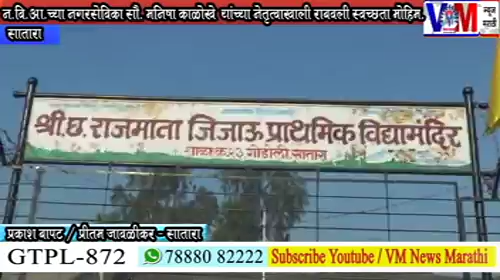 न.वि.आ.च्या नगरसेविका सौ. मनिषा काळोखे यांच्या नेतृत्वाखाली राबवली स्वच्छता मोहिम.
सातारा
VM
न्यूज
मराठी
श्री.छ. राजमाता जिजाऊ प्राथमिक विद्यामंदिर
शाळा क्र.२३ गोडोली, सातारा
प्रकाश बापट / प्रीतम जावळीकर - सातारा
GTPL-872
78880 82222
Subscribe Youtube / VM News Marathi